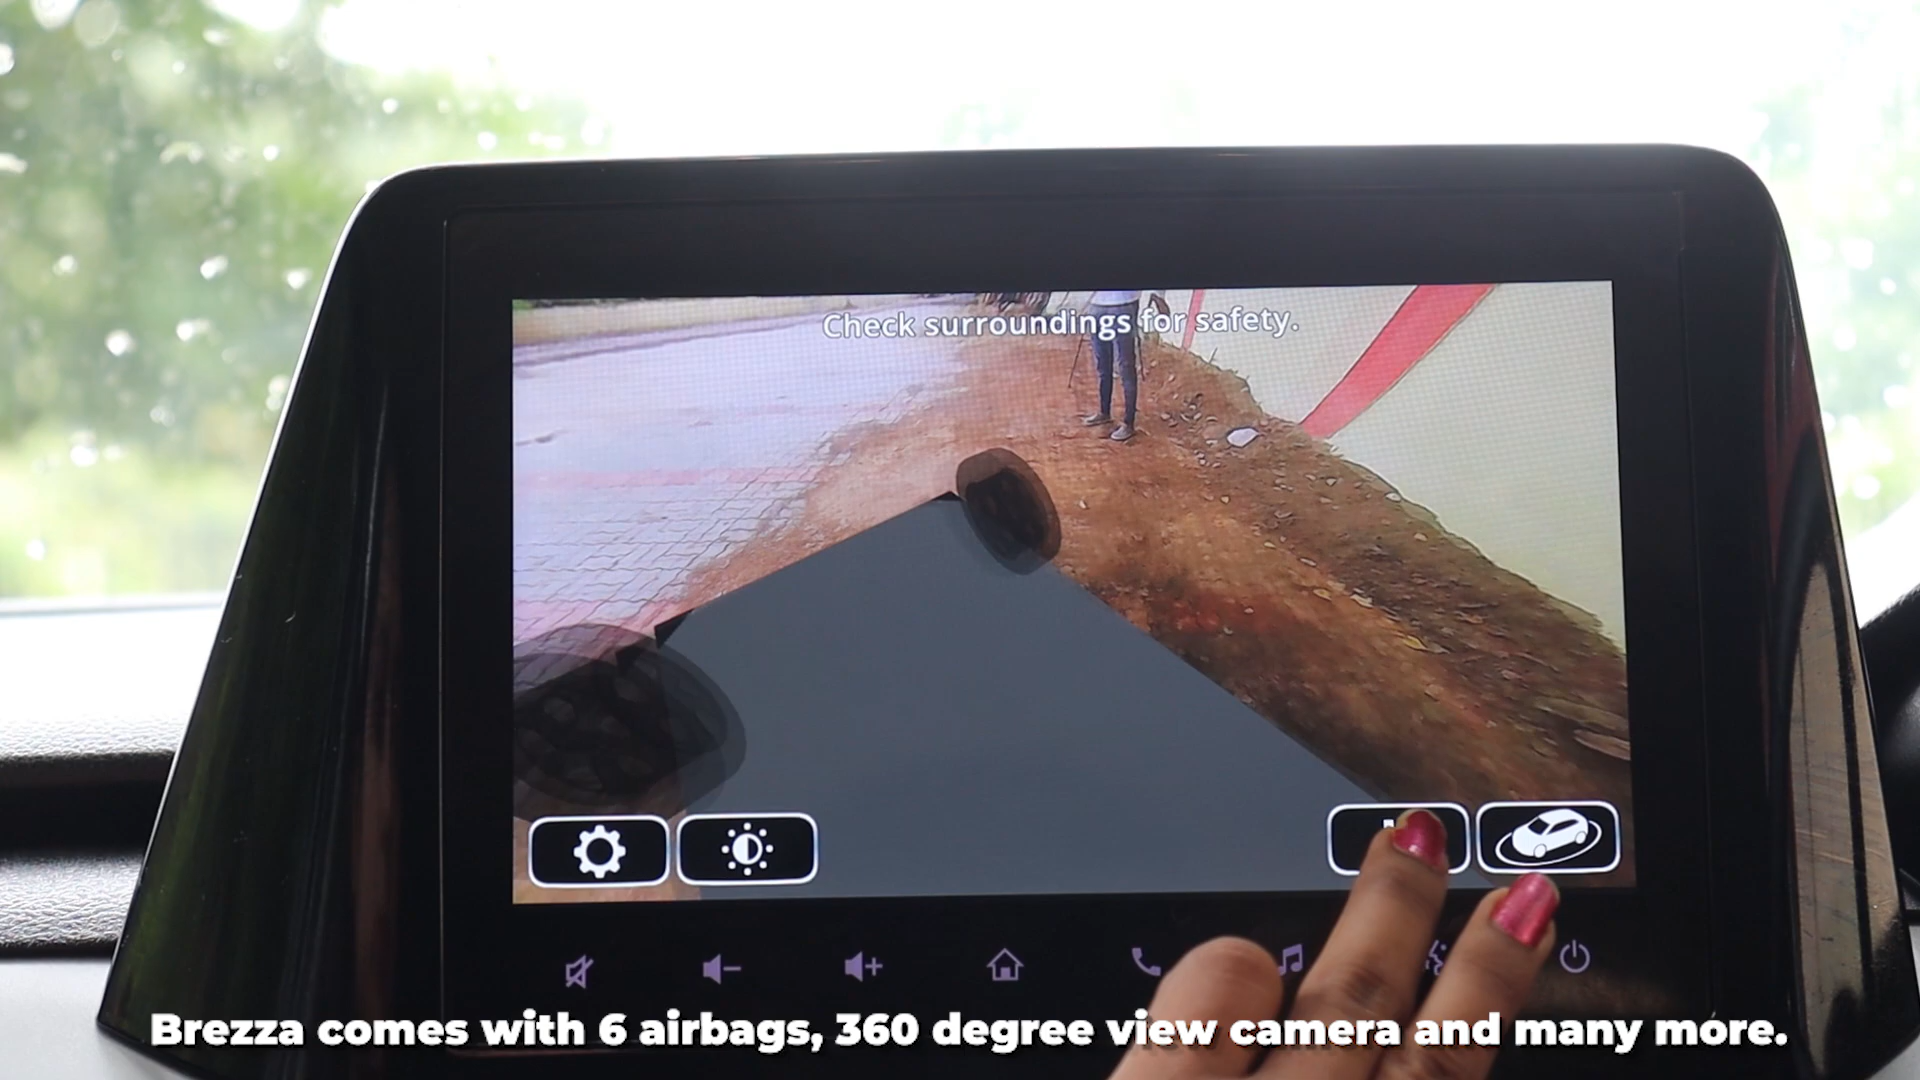 Check surroundings for safety.
Brezza comes with 6 airbags, 360 degree view camera and many more.